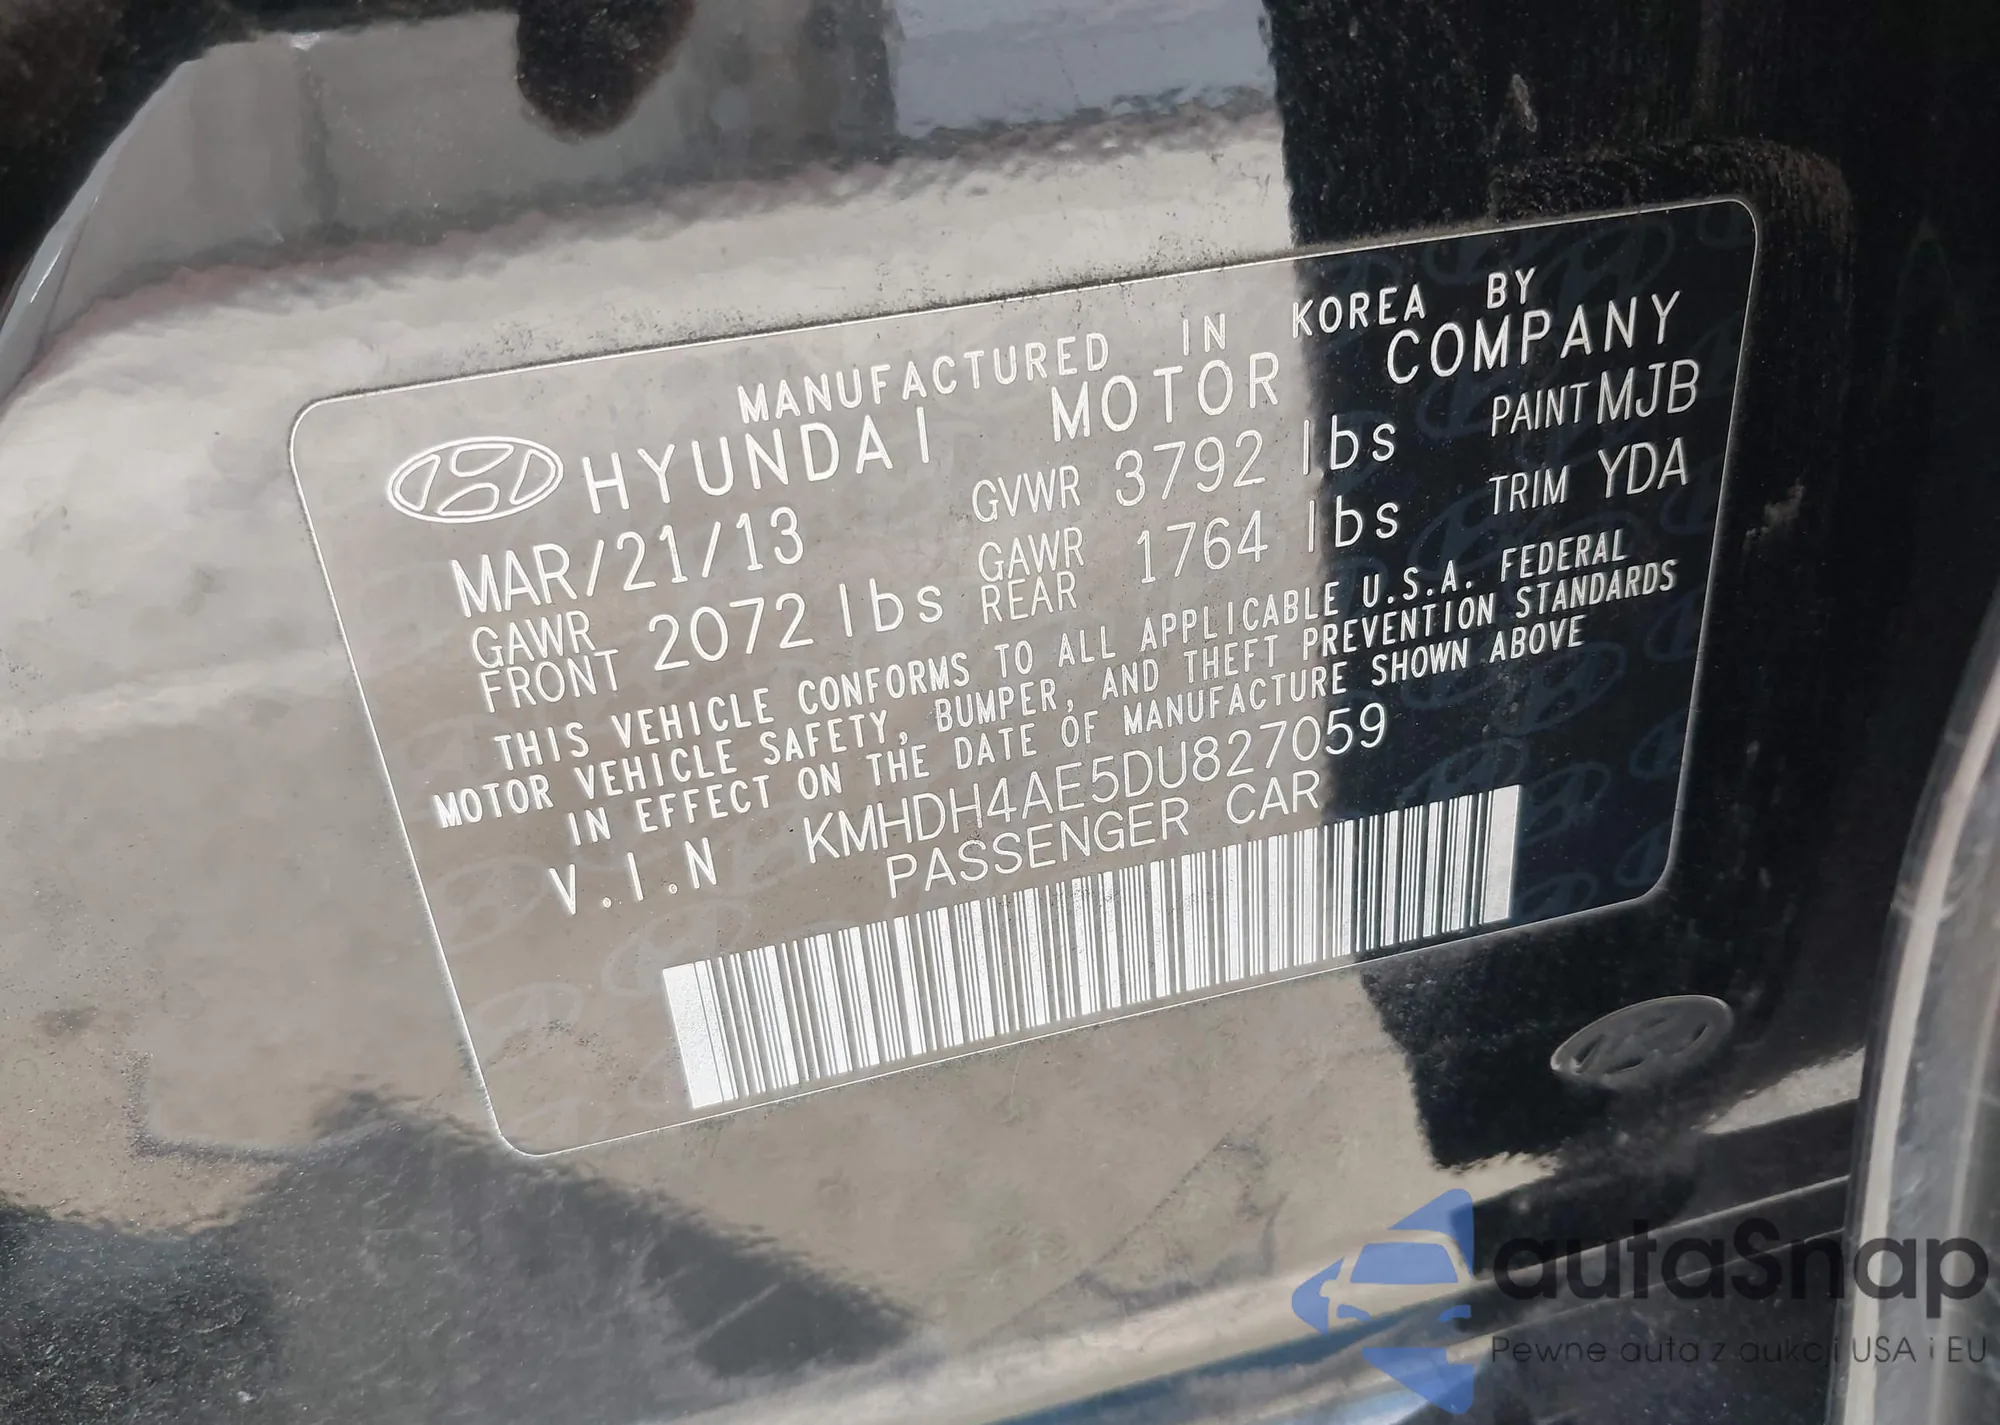 MANUFACTURED IN KOREA BY
HYUNDAI MOTOR COMPANY
MAR/21/13 GVWR 3792 lbs PAINT MJB
GAWR FRONT 2072 lbs GAWR REAR 1764 lbs TRIM YDA
THIS VEHICLE CONFORMS TO ALL APPLICABLE U.S.A. FEDERAL
MOTOR VEHICLE SAFETY, BUMPER, AND THEFT PREVENTION STANDARDS
IN EFFECT ON THE DATE OF MANUFACTURE SHOWN ABOVE
V.I.N KMHDH4AE5DU827059
PASSENGER CAR
autaSnap
Pewne auta z aukcji USA i EU